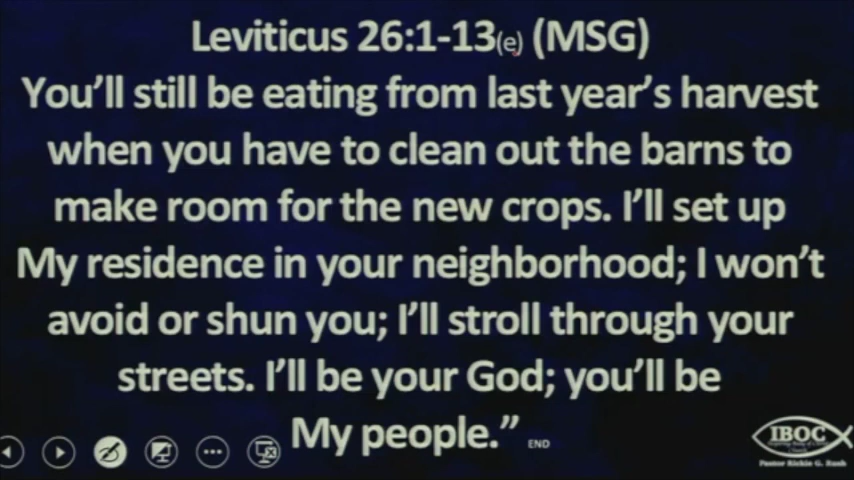 Leviticus 26:1-13(e) (MSG)
You'll still be eating from last year's harvest
when you have to clean out the barns to
make room for the new crops. I'll set up
My residence in your neighborhood; I won't
avoid or shun you; I'll stroll through your
streets. I'll be your God; you'll be
My people.” END
IBOC
Pastor Rickie G. Rush